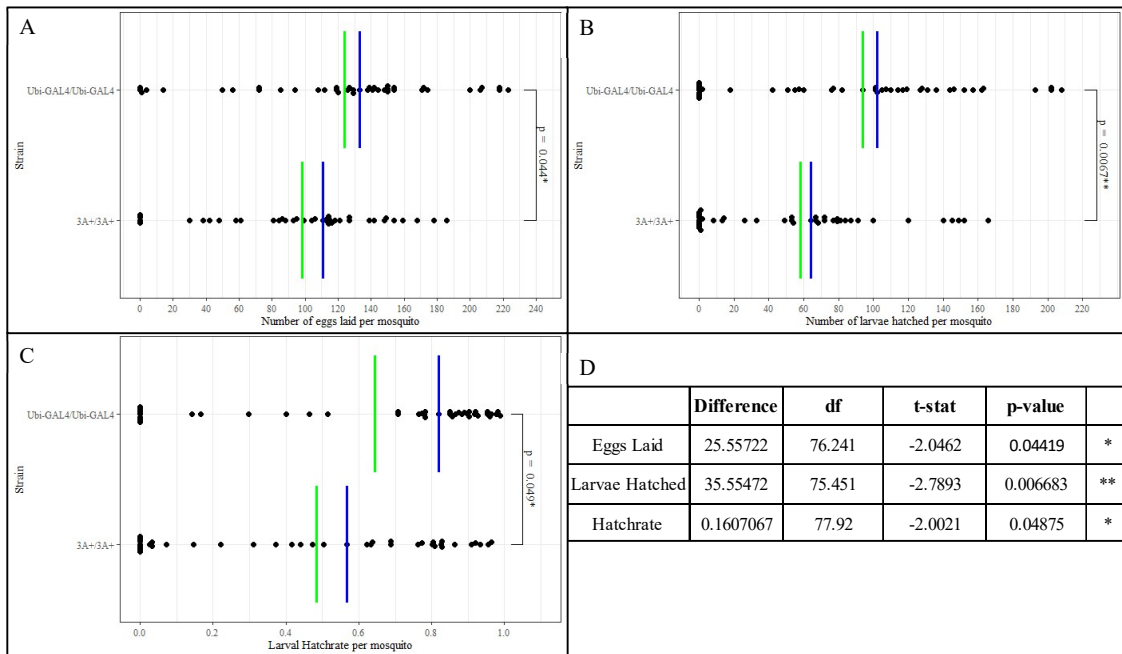 A
Strain
Ubi-GAL4/Ubi-GAL4
3A+/3A+
p = 0.044*
0 20 40 60 80 100 120 140 160 180 200 220 240
Number of eggs laid per mosquito
B
Strain
Ubi-GAL4/Ubi-GAL4
3A+/3A+
p = 0.0067**
0 20 40 60 80 100 120 140 160 180 200 220
Number of larvae hatched per mosquito
C
Strain
Ubi-GAL4/Ubi-GAL4
3A+/3A+
p = 0.049*
0.0 0.2 0.4 0.6 0.8 1.0
Larval Hatchrate per mosquito
D
Difference df t-stat p-value
Eggs Laid 25.55722 76.241 -2.0462 0.04419 *
Larvae Hatched 35.55472 75.451 -2.7893 0.006683 **
Hatchrate 0.1607067 77.92 -2.0021 0.04875 *